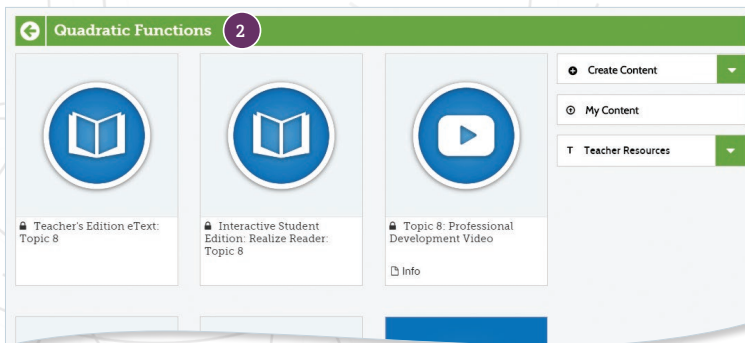 Quadratic Functions 2
Create Content
My Content
T Teacher Resources
Teacher's Edition eText:
Topic 8
Interactive Student
Edition: Realize Reader:
Topic 8
Topic 8: Professional
Development Video
Info